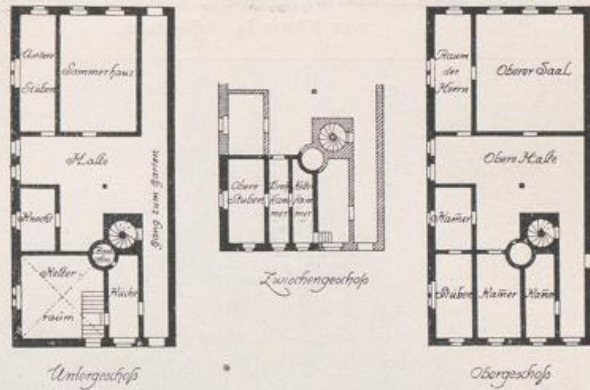 Untere
Stuben
Sommerhaus
Halle
Knecht
Gang zum Garten
Keller
raum
Küche
Untergeschoß
Obere
Stuben
Zwischengeschoß
Raum
des
Herrn
Oberer Saal
Obere Halle
Kamer
Stuben
Kamer
Kamer
Obergeschoß